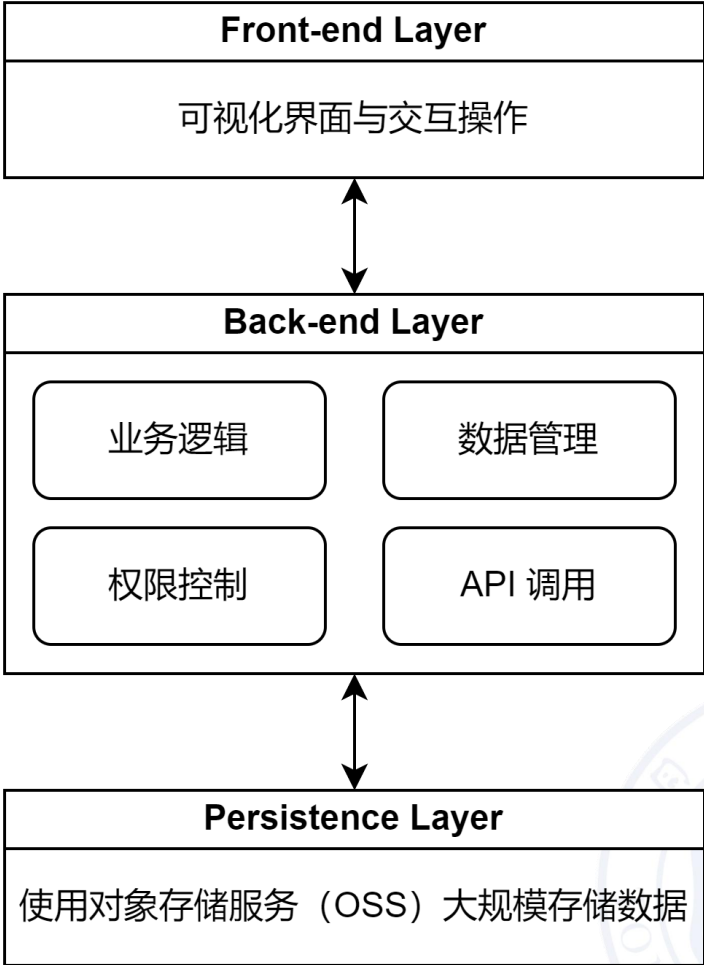 Front-end Layer
可视化界面与交互操作
Back-end Layer
业务逻辑
数据管理
权限控制
API 调用
Persistence Layer
使用对象存储服务（OSS）大规模存储数据